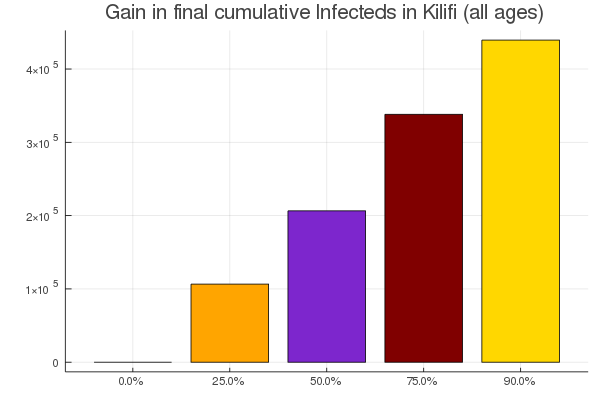 Gain in final cumulative Infecteds in Kilifi (all ages)
4×10⁵
3×10⁵
2×10⁵
1×10⁵
0
0.0% 25.0% 50.0% 75.0% 90.0%